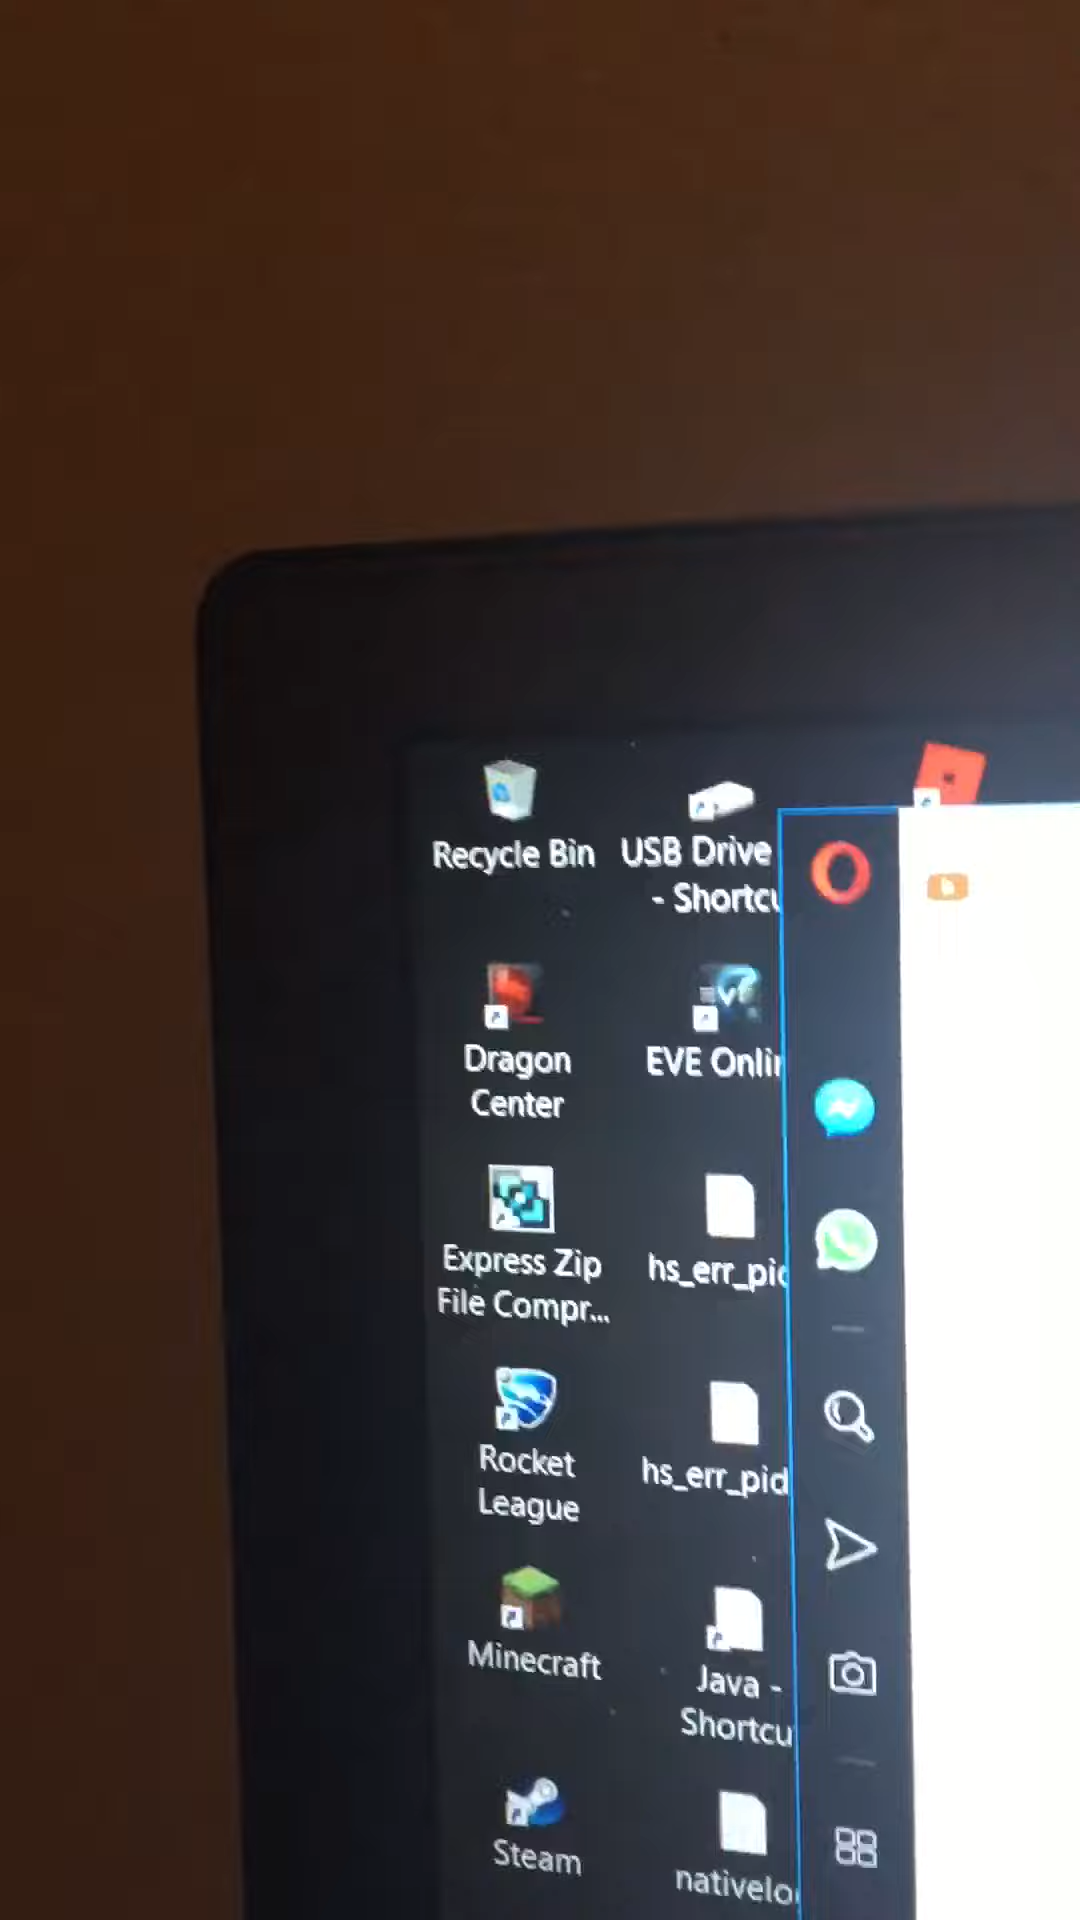 Recycle Bin
USB Drive
- Shortcu
Dragon
Center
EVE Onlin
Express Zip
File Compr...
hs_err_pid
Rocket
League
hs_err_pid
Minecraft
Java -
Shortcu
Steam
nativelo